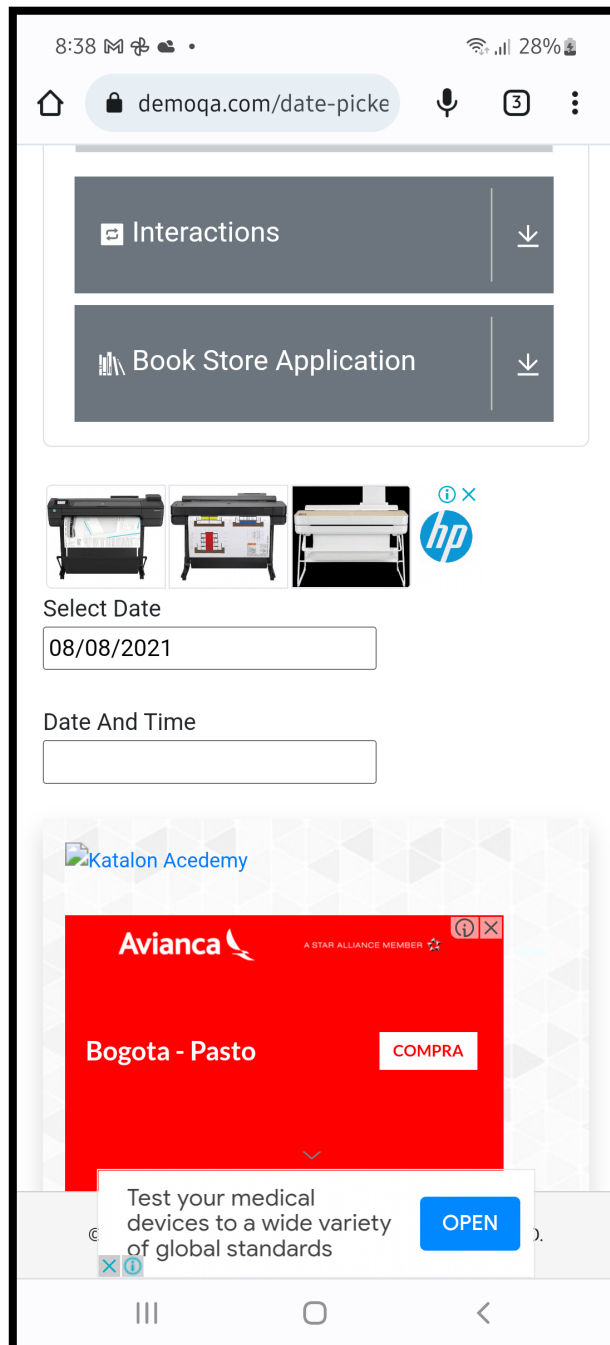 8:38
28%
demoqa.com/date-picke
3
Interactions
Book Store Application
hp
Select Date
08/08/2021
Date And Time
Katalon Acedemy
Avianca
A STAR ALLIANCE MEMBER
Bogota - Pasto
COMPRA
Test your medical
devices to a wide variety
of global standards
OPEN
©
D.